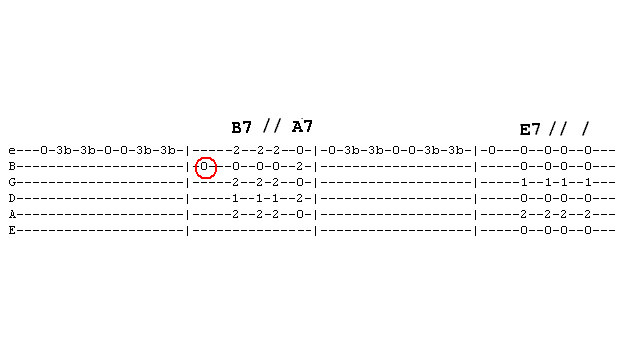 B7 // A7 E7 // /
e---0-3b-3b-0-0-3b-3b-|-----2--2-2--0-|-0-3b-3b-0-0-3b-3b-|-0---0--0-0--0---
B---------------------|-0---0--0-0--2-|-------------------|-----0--0-0--0---
G---------------------|-----2--2-2--0-|-------------------|-----1--1-1--1---
D---------------------|-----1--1-1--2-|-------------------|-----0--0-0--0---
A---------------------|-----2--2-2--0-|-------------------|-----2--2-2--2---
E---------------------|---------------|-------------------|-----0--0-0--0---